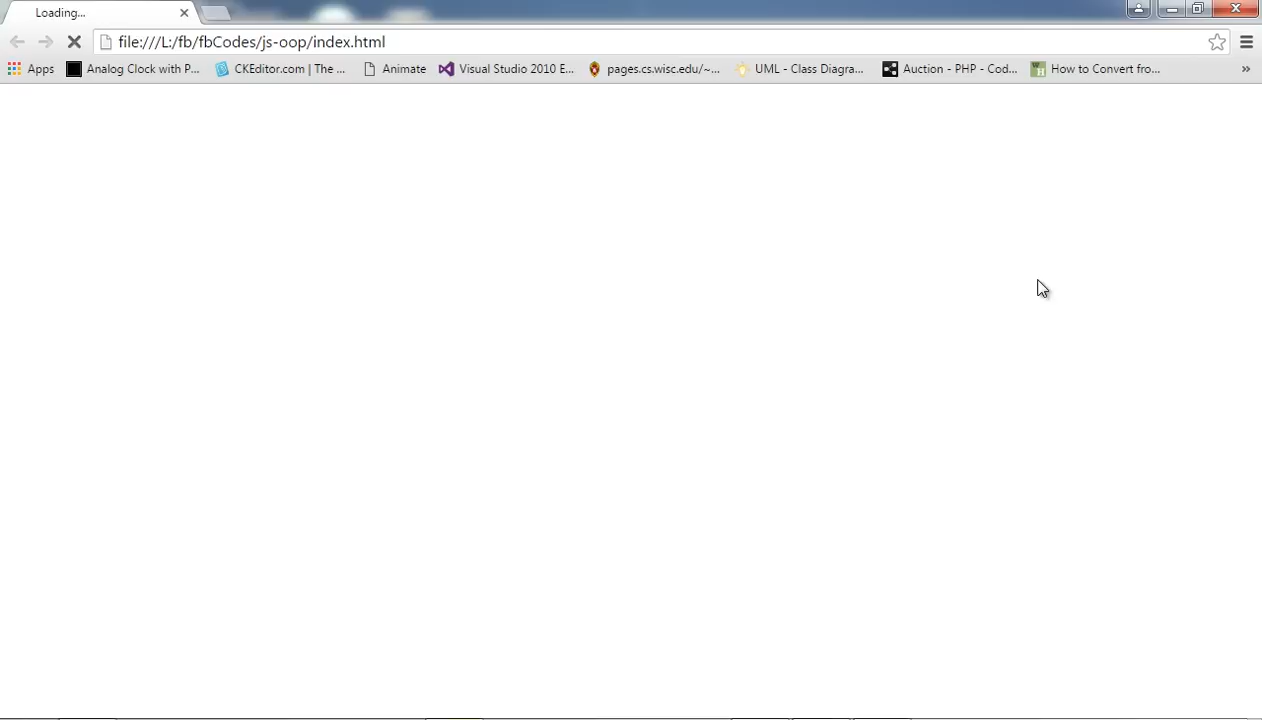 Loading...
file:///L:/fb/fbCodes/js-oop/index.html
Apps Analog Clock with P... CKEditor.com | The ... Animate Visual Studio 2010 E... pages.cs.wisc.edu/~... UML - Class Diagra... Auction - PHP - Cod... How to Convert fro... »